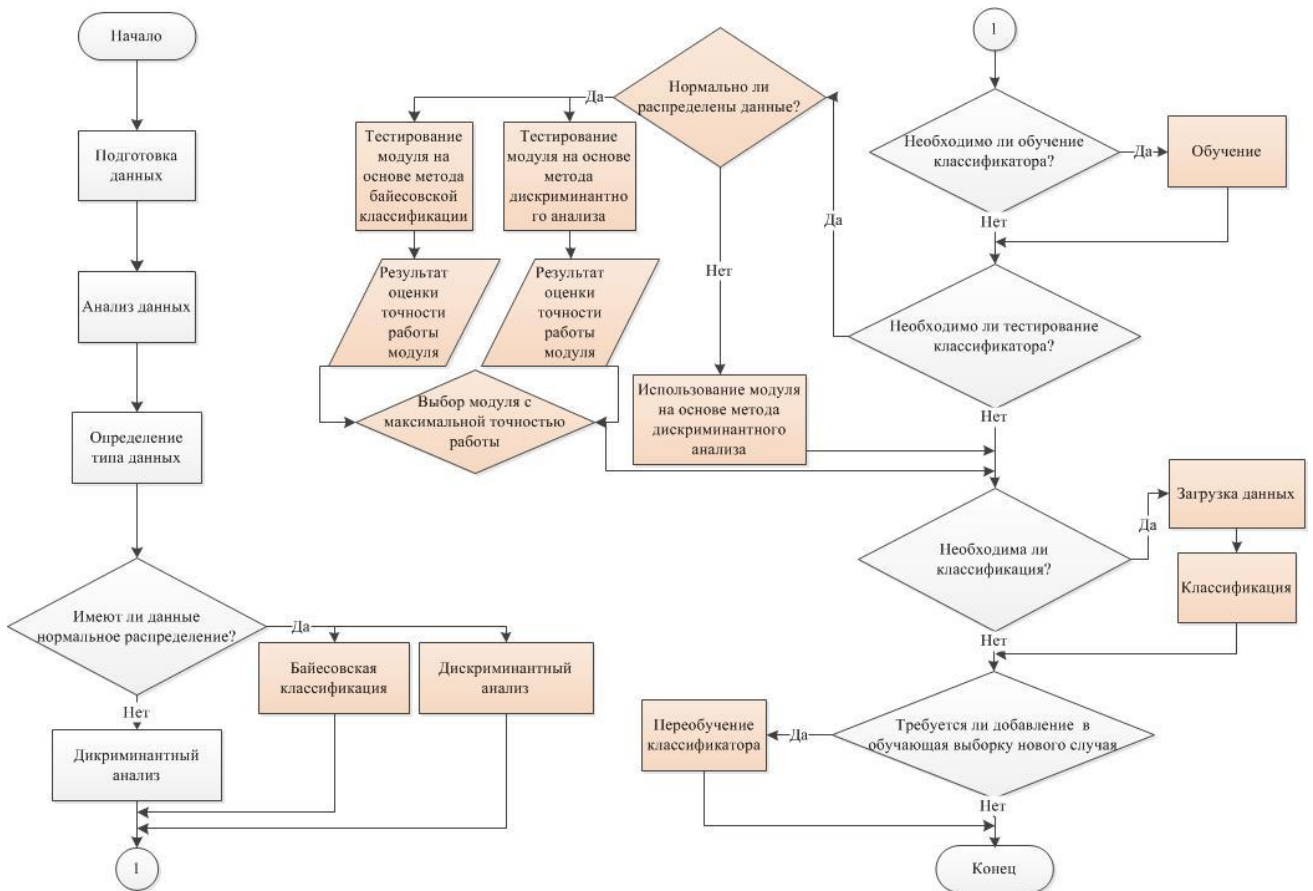 Начало
Подготовка
данных
Анализ данных
Определение
типа данных
Имеют ли данные
нормальное распределение?
Да
Байесовская
классификация
Дискриминантный
анализ
Нет
Дикриминантный
анализ
1
1
Необходимо ли обучение
классификатора?
Да
Обучение
Нет
Необходимо ли тестирование
классификатора?
Да
Нормально ли
распределены данные?
Да
Тестирование
модуля на
основе метода
байесовской
классификации
Тестирование
модуля на основе
метода
дискриминантно
го анализа
Результат
оценки
точности
работы
модуля
Результат
оценки
точности
работы
модуля
Выбор модуля с
максимальной точностью
работы
Нет
Использование модуля
на основе метода
дискриминантного
анализа
Нет
Необходима ли
классификация?
Да
Загрузка данных
Классификация
Нет
Требуется ли добавление в
обучающая выборку нового случая
Да
Переобучение
классификатора
Нет
Конец